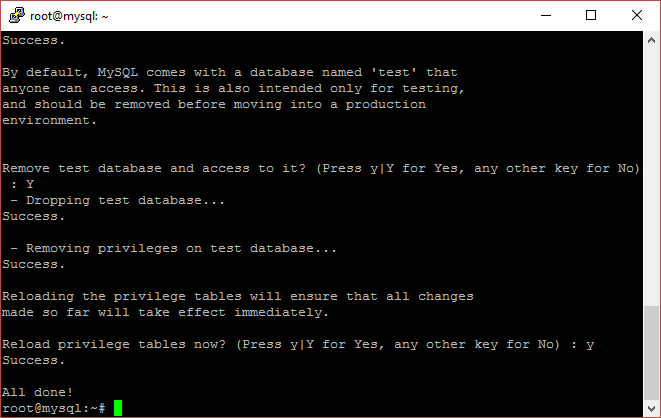 root@mysql: ~
Success.
By default, MySQL comes with a database named 'test' that
anyone can access. This is also intended only for testing,
and should be removed before moving into a production
environment.
Remove test database and access to it? (Press y|Y for Yes, any other key for No)
 : Y
 - Dropping test database...
Success.
 - Removing privileges on test database...
Success.
Reloading the privilege tables will ensure that all changes
made so far will take effect immediately.
Reload privilege tables now? (Press y|Y for Yes, any other key for No) : y
Success.
All done!
root@mysql:~#